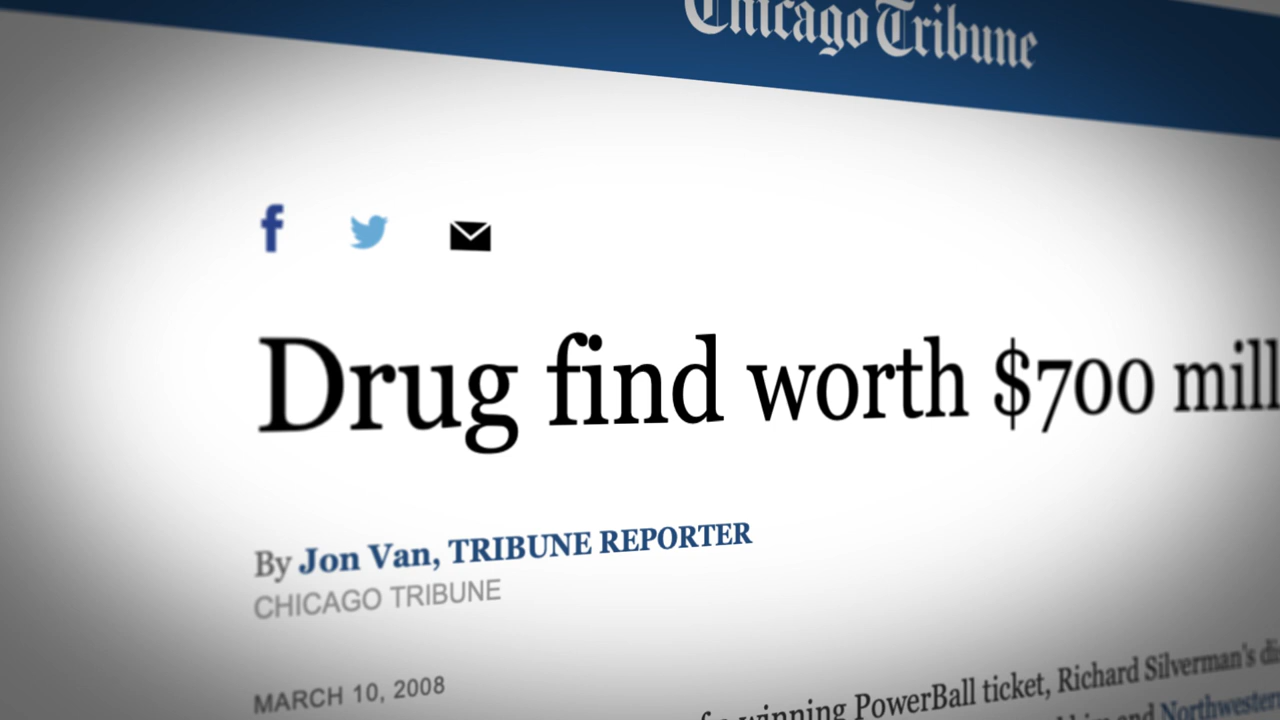 Chicago Tribune
Drug find worth $700 mill
By Jon Van, TRIBUNE REPORTER
CHICAGO TRIBUNE
MARCH 10, 2008
winning PowerBall ticket, Richard Silverman's
and Northwestern